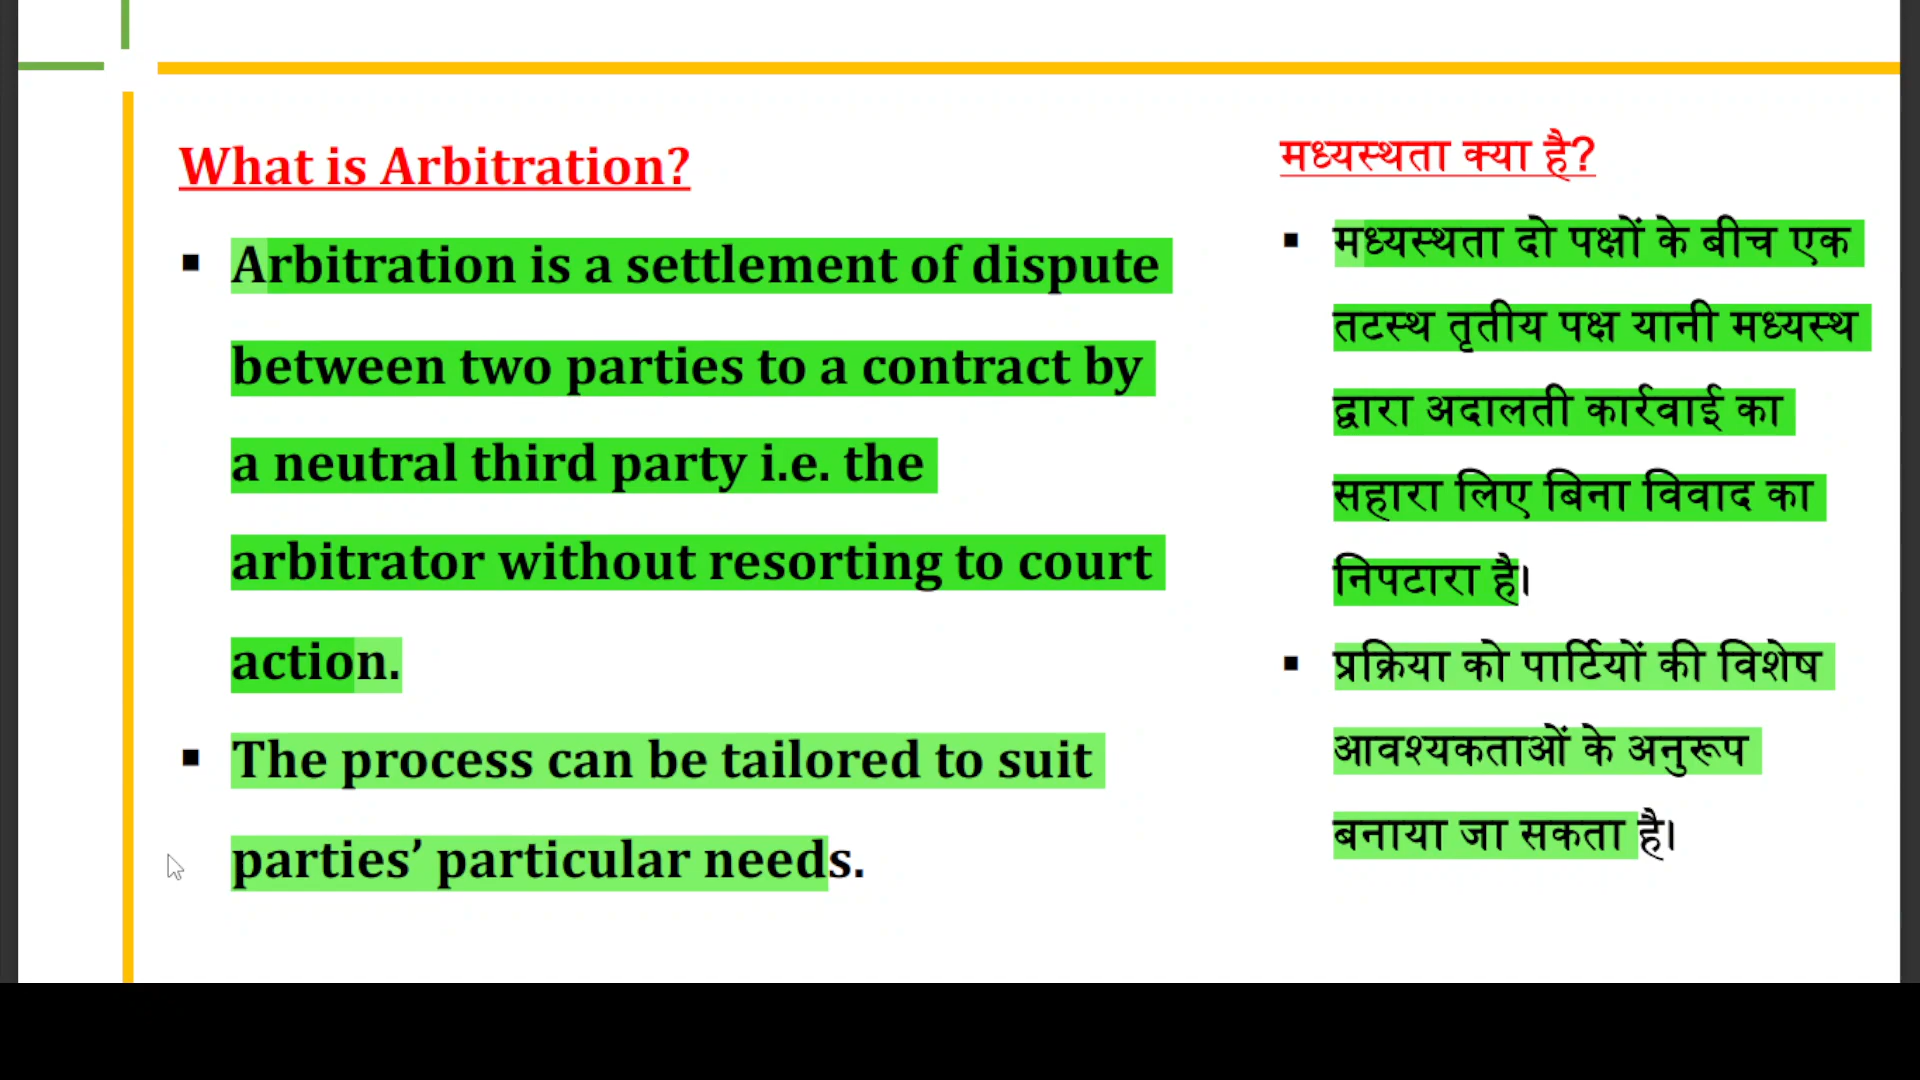 What is Arbitration?
▪ Arbitration is a settlement of dispute
between two parties to a contract by
a neutral third party i.e. the
arbitrator without resorting to court
action.
▪ The process can be tailored to suit
parties’ particular needs.
मध्यस्थता क्या है?
▪ मध्यस्थता दो पक्षों के बीच एक
तटस्थ तृतीय पक्ष यानी मध्यस्थ
द्वारा अदालती कार्रवाई का
सहारा लिए बिना विवाद का
निपटारा है।
▪ प्रक्रिया को पार्टियों की विशेष
आवश्यकताओं के अनुरूप
बनाया जा सकता है।